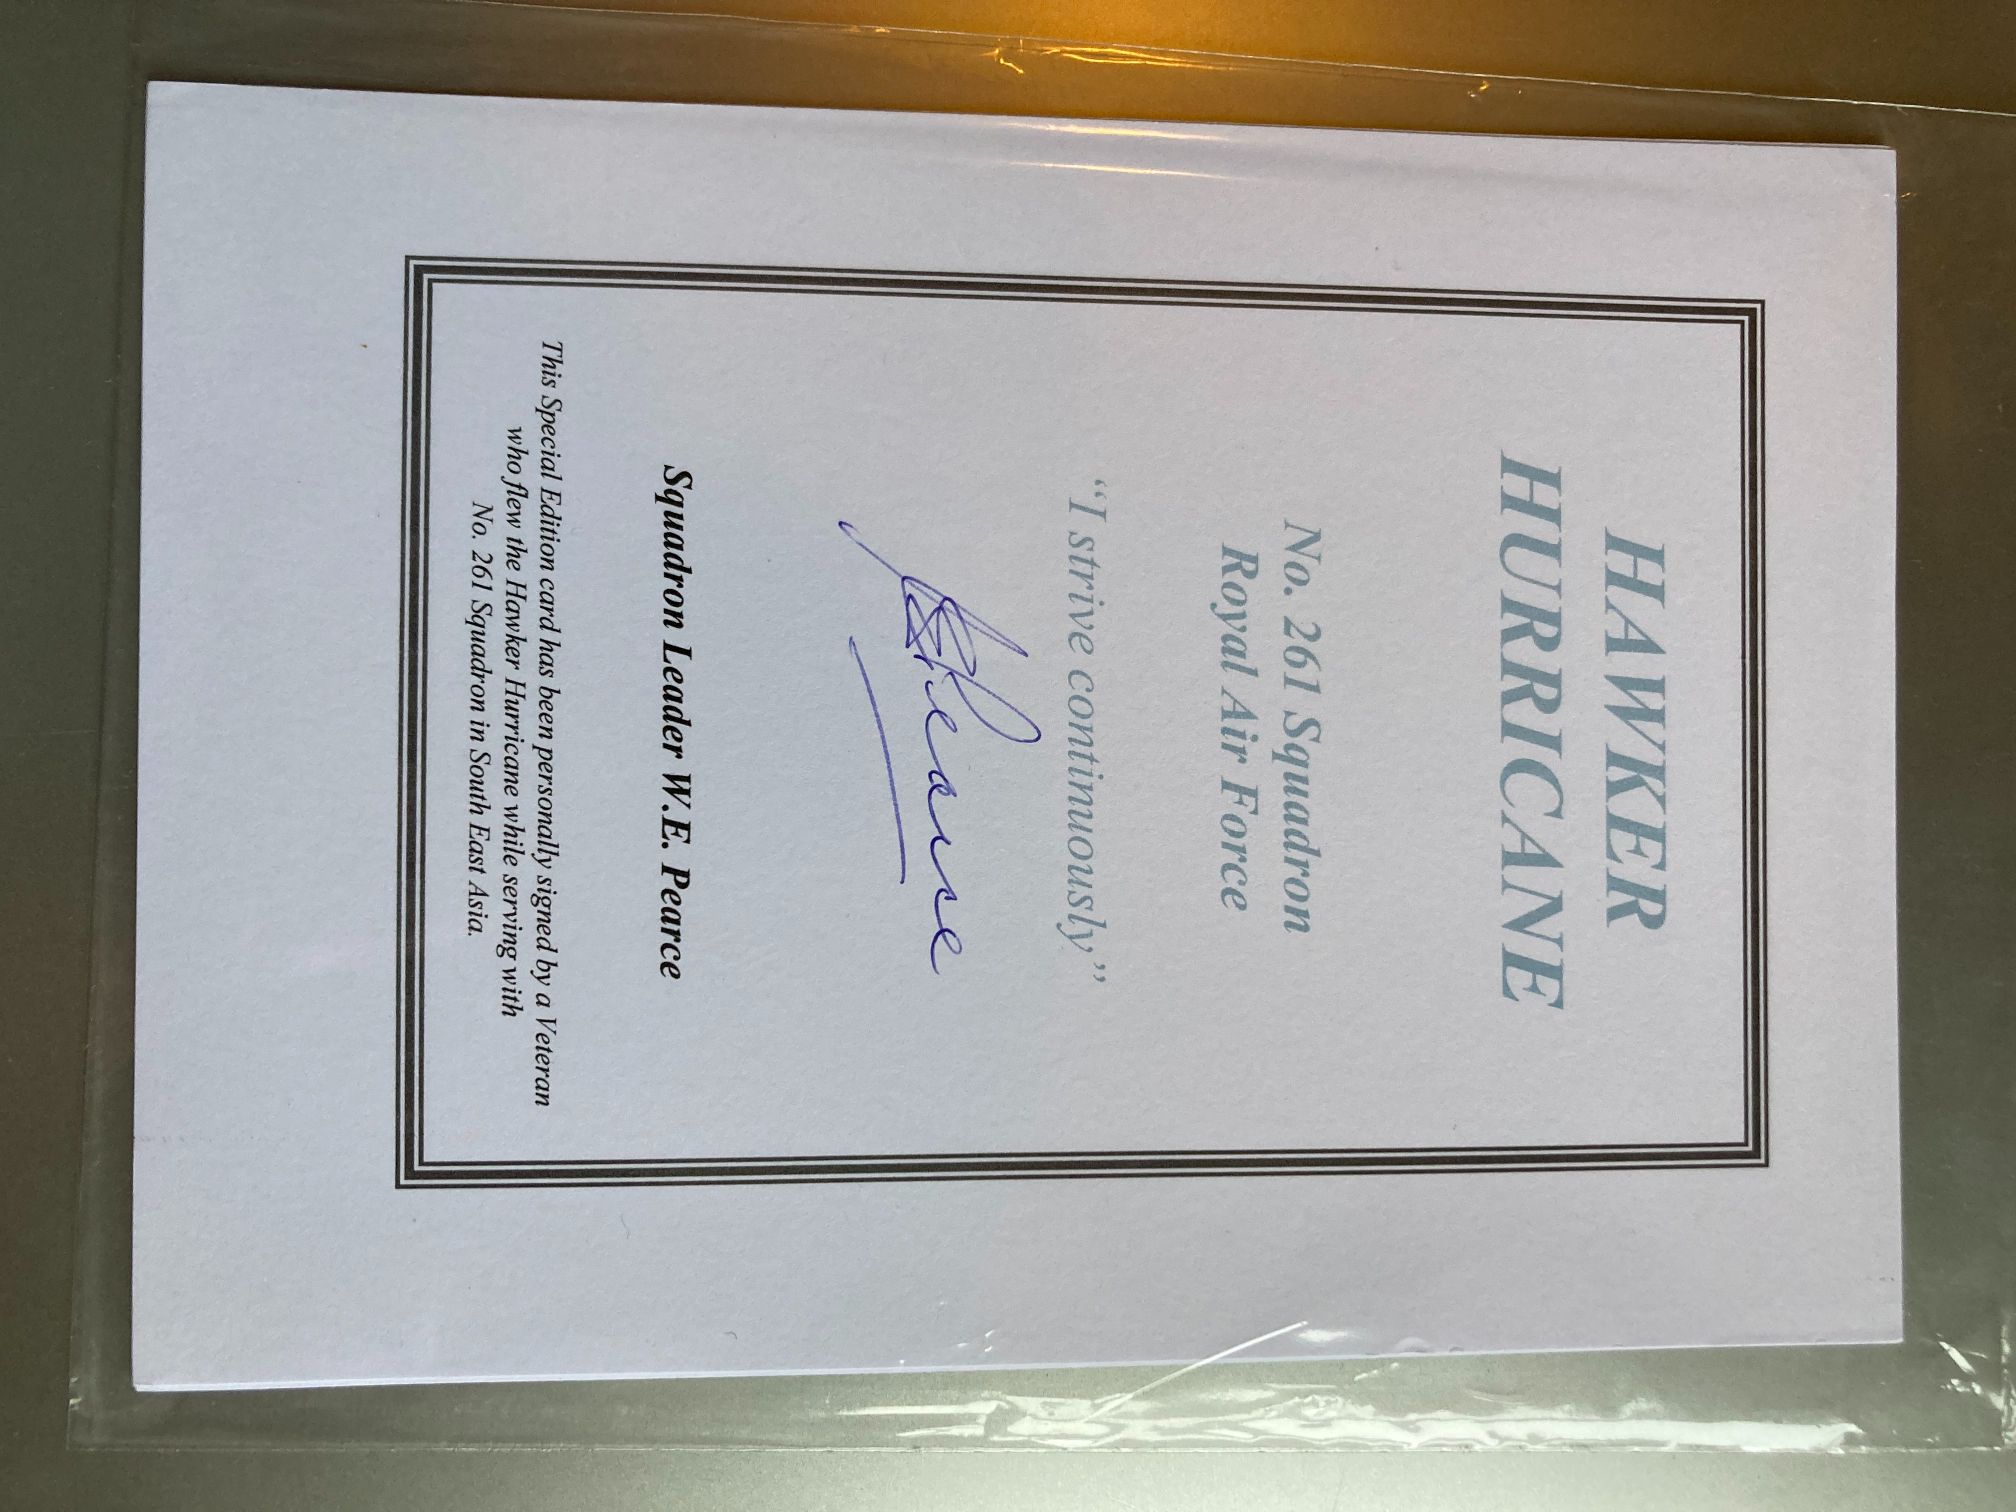 HAWKER
HURRICANE
No. 261 Squadron
Royal Air Force
“I strive continuously”
Pearce
Squadron Leader W.E. Pearce
This Special Edition card has been personally signed by a Veteran
who flew the Hawker Hurricane while serving with
No. 261 Squadron in South East Asia.